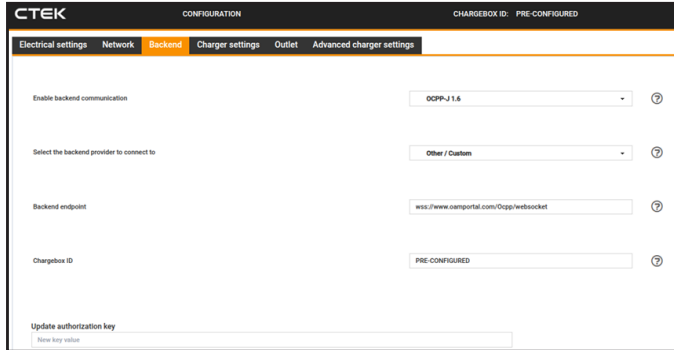 CTEK CONFIGURATION CHARGEBOX ID: PRE-CONFIGURED
Electrical settings Network Backend Charger settings Outlet Advanced charger settings
Enable backend communication OCPP-J 1.6 ?
Select the backend provider to connect to Other / Custom ?
Backend endpoint wss://www.oamportal.com/Ocpp/websocket ?
Chargebox ID PRE-CONFIGURED ?
Update authorization key
New key value